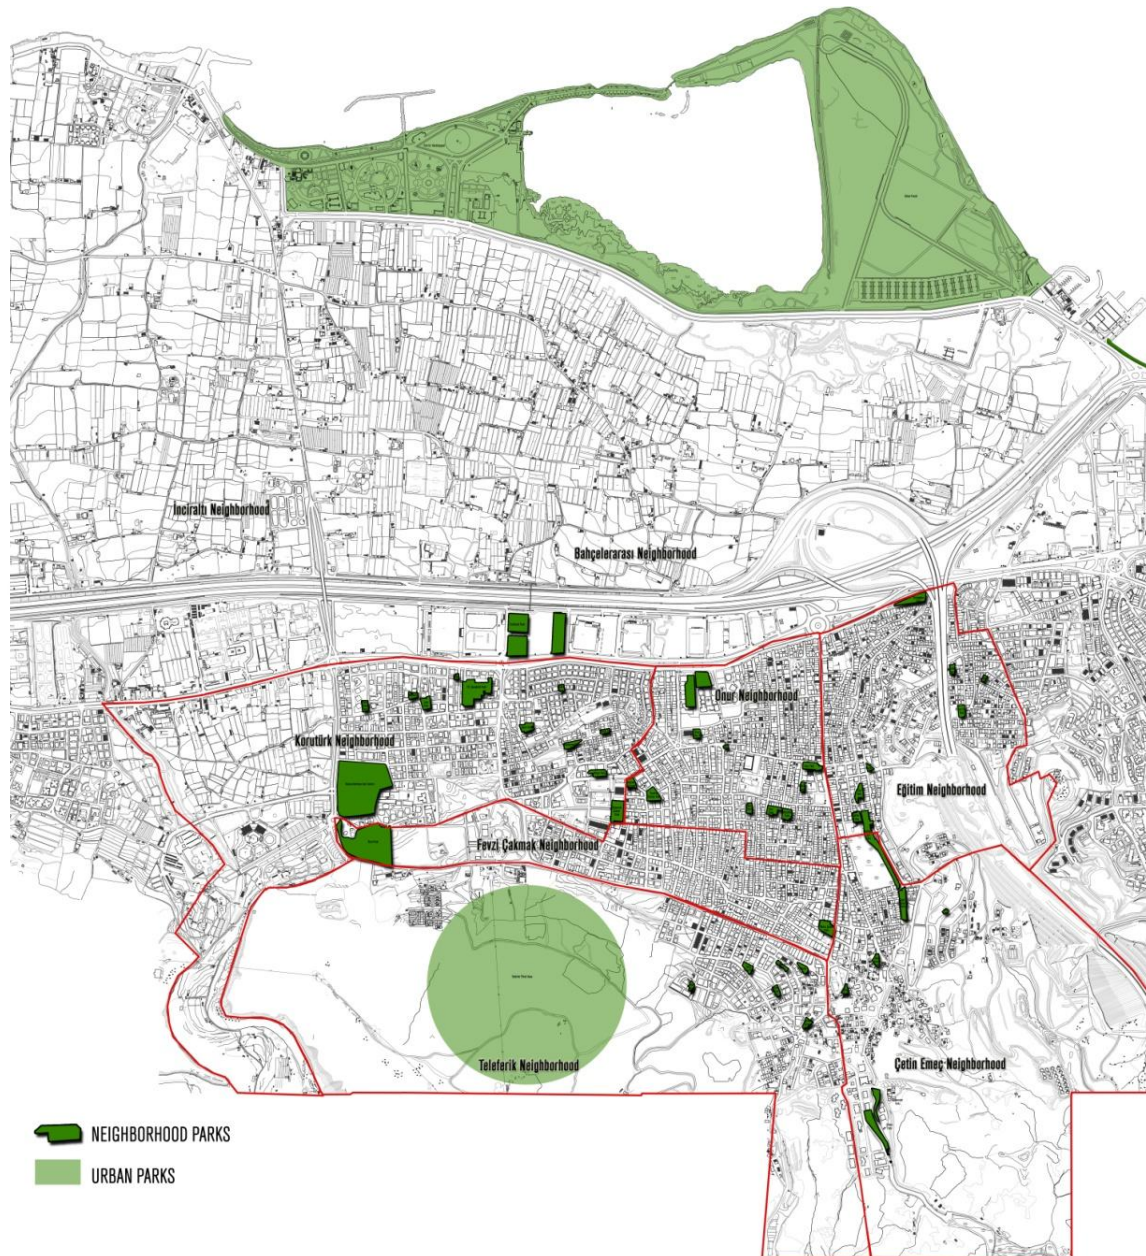 İnciraltı Neighborhood
Bahçelerarası Neighborhood
Onur Neighborhood
Korutürk Neighborhood
Eğitim Neighborhood
Fevzi Çakmak Neighborhood
Teleferik Neighborhood
Çetin Emeç Neighborhood
NEIGHBORHOOD PARKS
URBAN PARKS